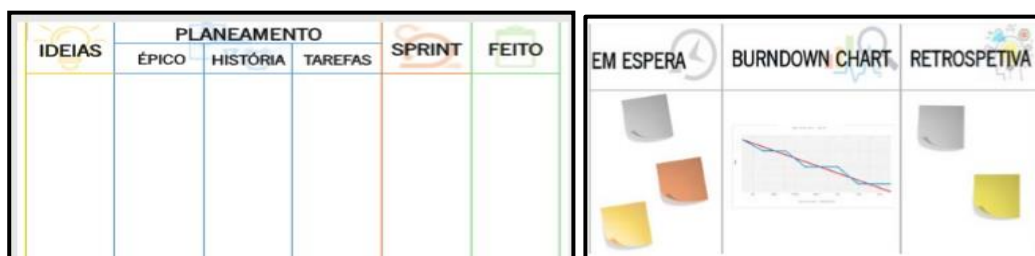 IDEIAS
PLANEAMENTO
ÉPICO HISTÓRIA TAREFAS
SPRINT
FEITO
EM ESPERA
BURNDOWN CHART
RETROSPETIVA